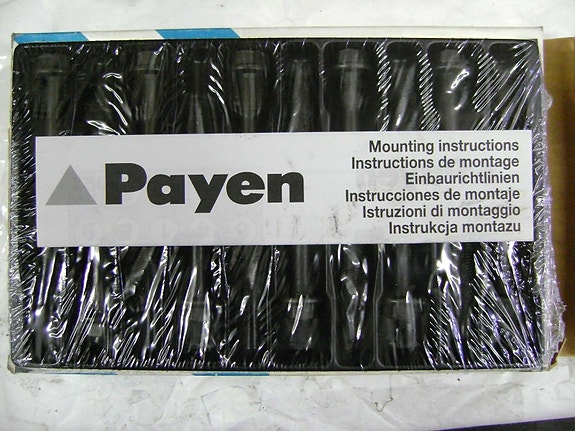 Payen
Mounting instructions
Instructions de montage
Einbaurichtlinien
Instrucciones de montaje
Istruzioni di montaggio
Instrukcja montazu